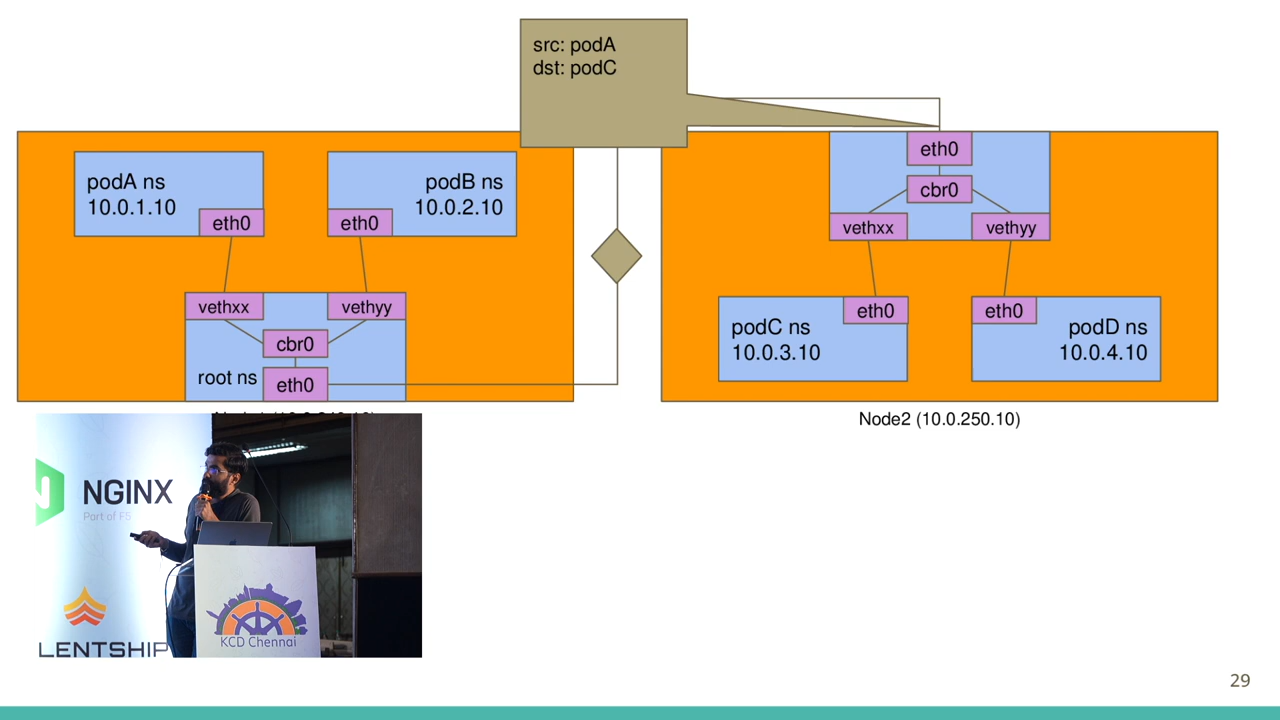 src: podA
dst: podC
podA ns
10.0.1.10
eth0
podB ns
10.0.2.10
eth0
vethxx
vethyy
cbr0
root ns
eth0
eth0
cbr0
vethxx
vethyy
podC ns
10.0.3.10
eth0
podD ns
10.0.4.10
eth0
Node2 (10.0.250.10)
NGINX
Part of F5
LENTSHIP
KCD Chennai
29